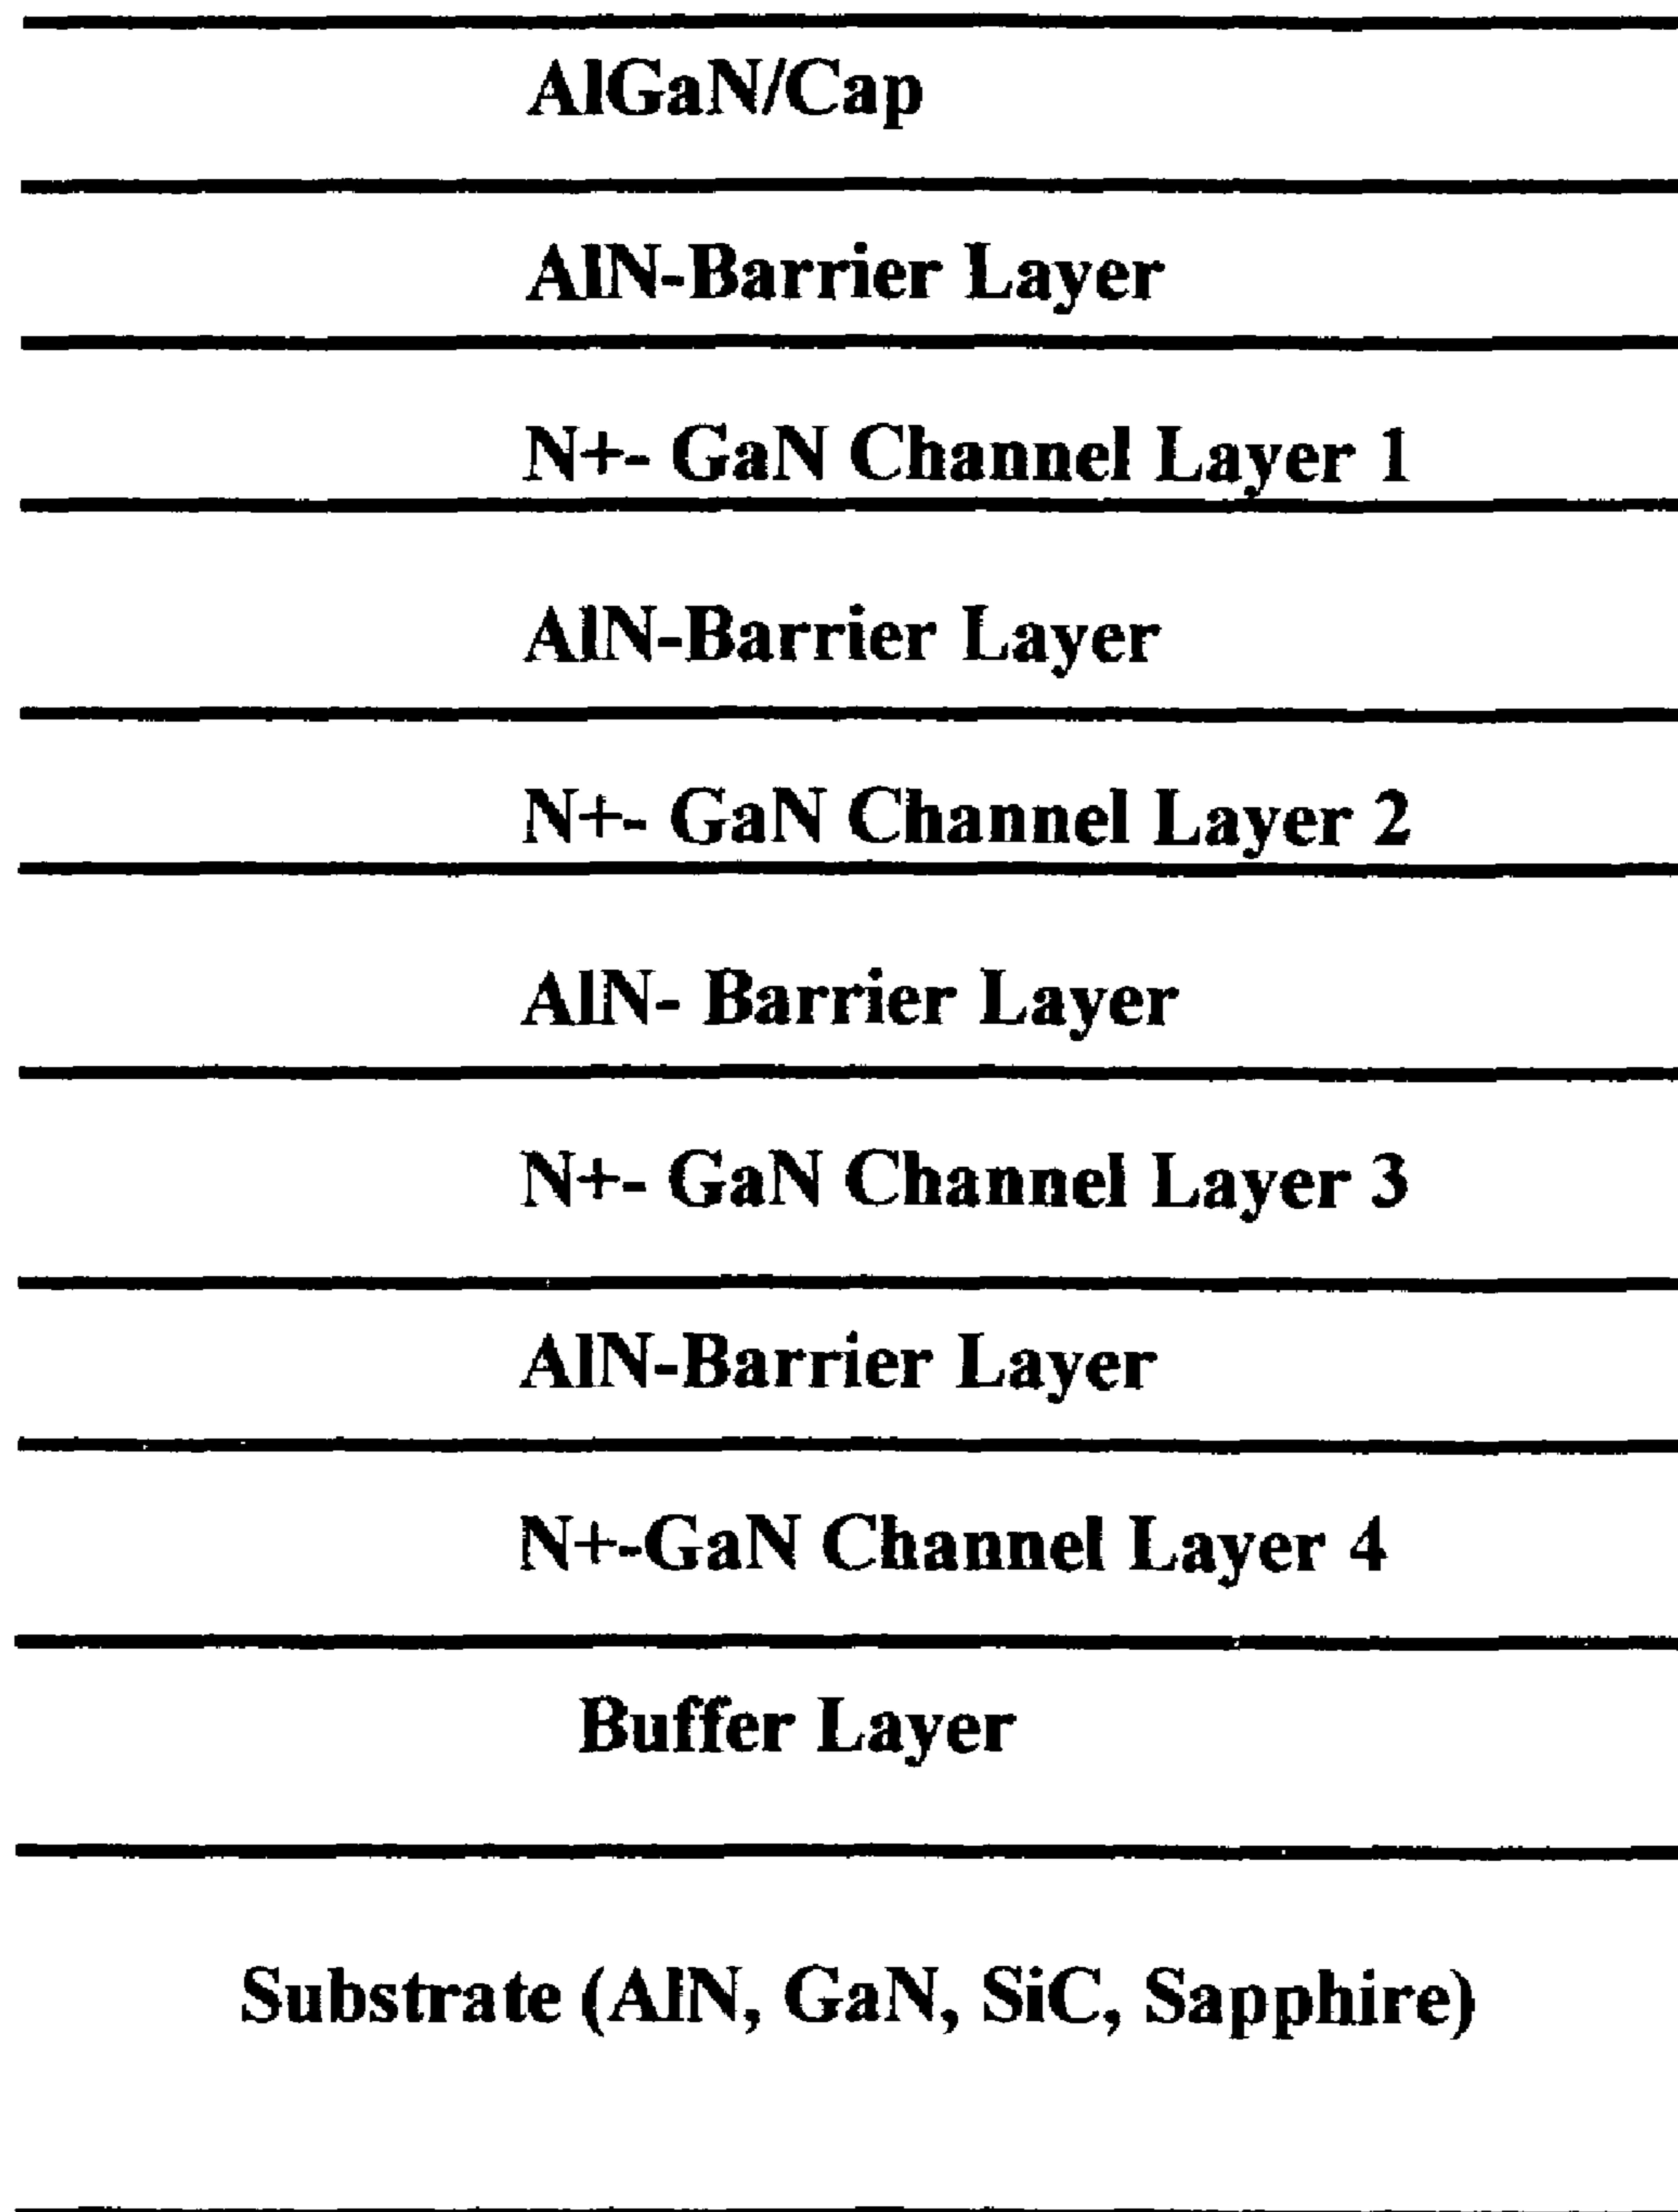 AlGaN/Cap
AlN-Barrier Layer
N+- GaN Channel Layer 1
AlN-Barrier Layer
N+- GaN Channel Layer 2
AlN- Barrier Layer
N+- GaN Channel Layer 3
AlN-Barrier Layer
N+-GaN Channel Layer 4
Buffer Layer
Substrate (AlN, GaN, SiC, Sapphire)